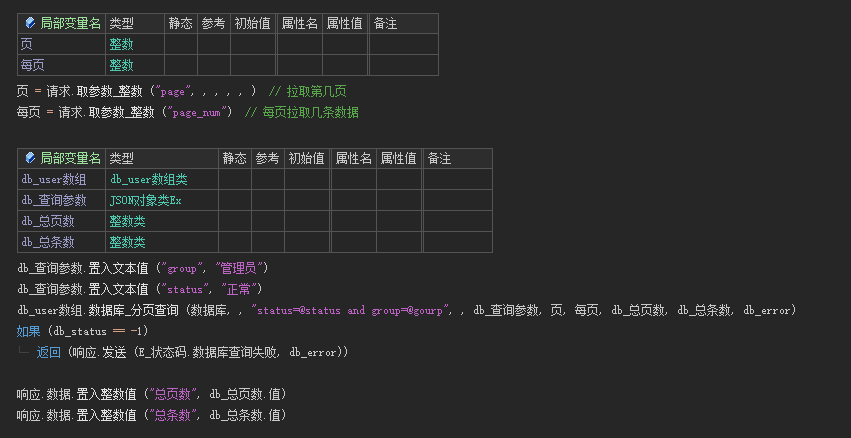 局部变量名 类型 静态 参考 初始值 属性名 属性值 备注
页 整数
每页 整数
页 = 请求.取参数_整数 ("page", , , , , ) // 拉取第几页
每页 = 请求.取参数_整数 ("page_num") // 每页拉取几条数据
局部变量名 类型 静态 参考 初始值 属性名 属性值 备注
db_user数组 db_user数组类
db_查询参数 JSON对象类Ex
db_总页数 整数类
db_总条数 整数类
db_查询参数.置入文本值 ("group", "管理员")
db_查询参数.置入文本值 ("status", "正常")
db_user数组.数据库_分页查询 (数据库, , "status=@status and group=@gourp", , db_查询参数, 页, 每页, db_总页数, db_总条数, db_error)
如果 (db_status == -1)
返回 (响应.发送 (E_状态码.数据库查询失败, db_error))
响应.数据.置入整数值 ("总页数", db_总页数.值)
响应.数据.置入整数值 ("总条数", db_总条数.值)